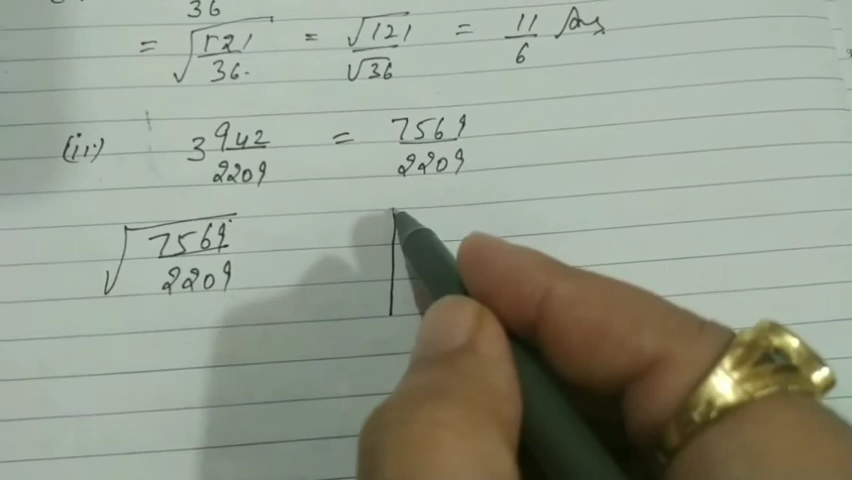 36
= √121/36 = √121/√36 = 11/6 Ans
(ii) 3 942/2209 = 7569/2209
√7569/2209